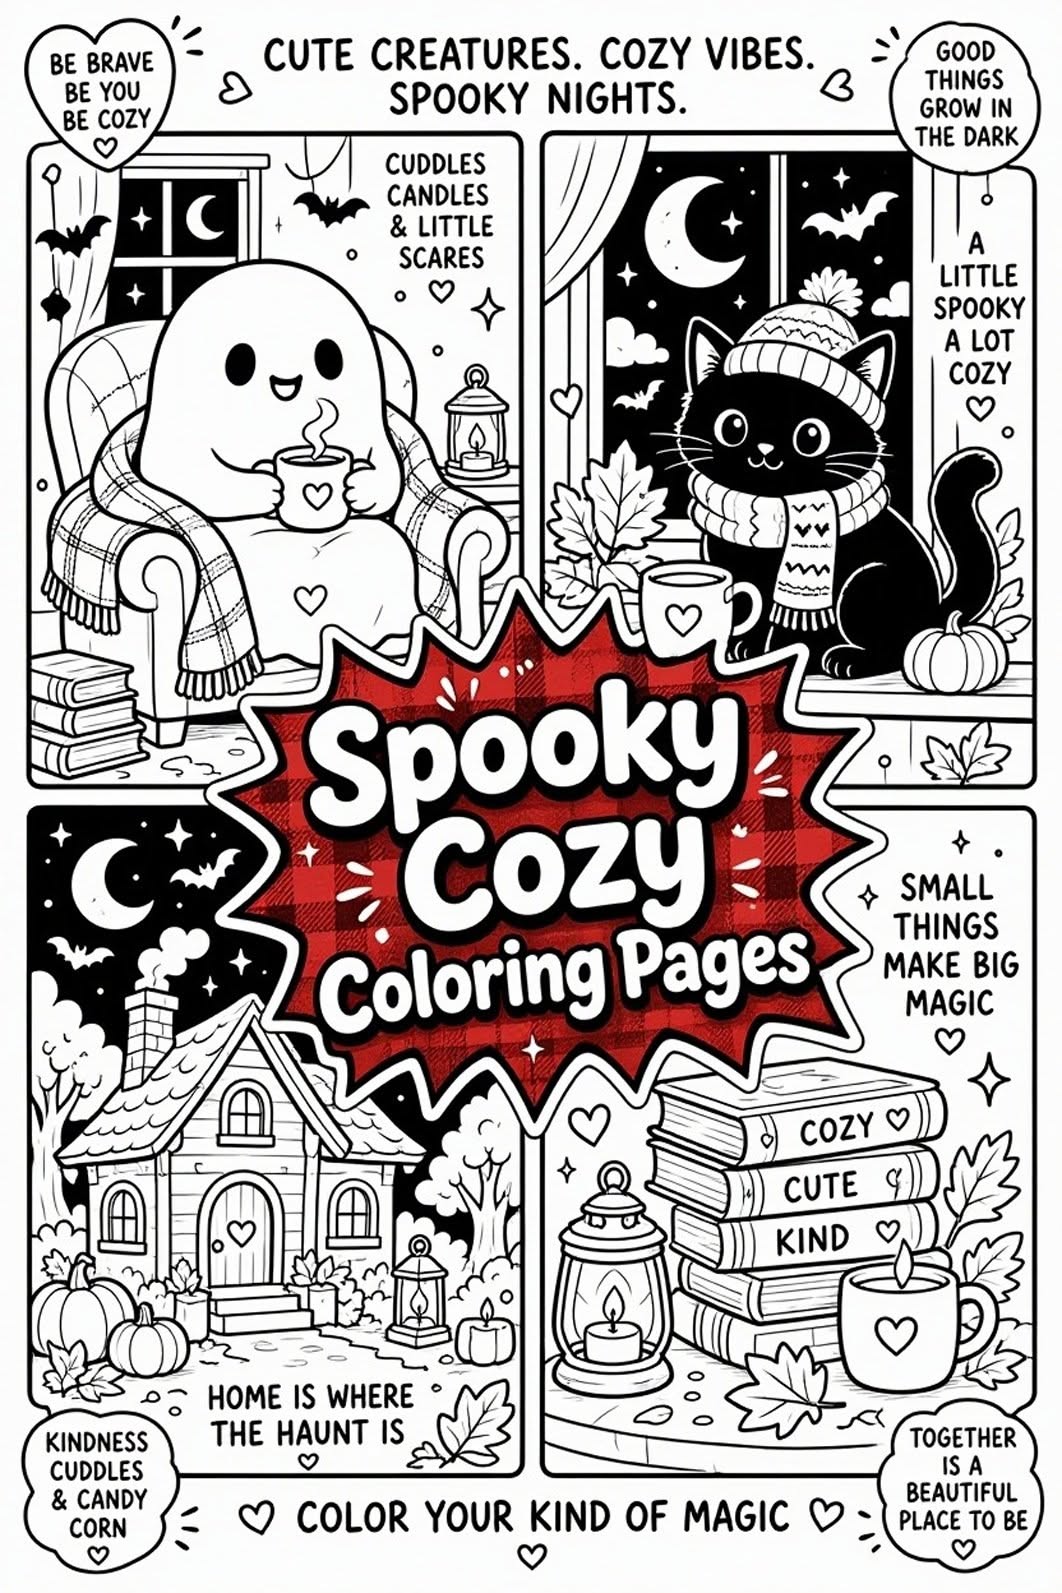 BE BRAVE
BE YOU
BE COZY
CUTE CREATURES. COZY VIBES.
SPOOKY NIGHTS.
GOOD
THINGS
GROW IN
THE DARK
CUDDLES
CANDLES
& LITTLE
SCARES
A
LITTLE
SPOOKY
A LOT
COZY
Spooky
Cozy
Coloring Pages
SMALL
THINGS
MAKE BIG
MAGIC
COZY
CUTE
KIND
HOME IS WHERE
THE HAUNT IS
KINDNESS
CUDDLES
& CANDY
CORN
COLOR YOUR KIND OF MAGIC
TOGETHER
IS A
BEAUTIFUL
PLACE TO BE